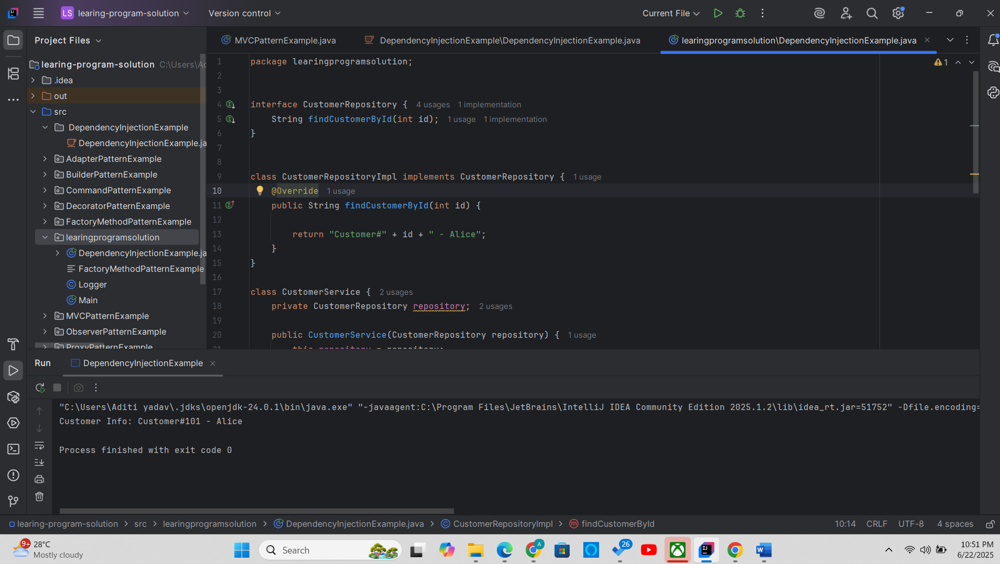 LS learing-program-solution Version control Current File
Project Files
MVCPatternExample.java DependencyInjectionExample\DependencyInjectionExample.java learingprogramsolution\DependencyInjectionExample.java
learing-program-solution C:\Users\Ac
.idea
out
src
DependencyInjectionExample
DependencyInjectionExample.ja
AdapterPatternExample
BuilderPatternExample
CommandPatternExample
DecoratorPatternExample
FactoryMethodPatternExample
learingprogramsolution
DependencyInjectionExample.ja
FactoryMethodPatternExample
Logger
Main
MVCPatternExample
ObserverPatternExample
ProxyPatternExample
1 package learingprogramsolution; 1
2
3
4 interface CustomerRepository { 4 usages 1 implementation
5 String findCustomerById(int id); 1 usage 1 implementation
6 }
7
8
9 class CustomerRepositoryImpl implements CustomerRepository { 1 usage
10 @Override 1 usage
11 public String findCustomerById(int id) {
12
13 return "Customer#" + id + " - Alice";
14 }
15 }
16
17 class CustomerService { 2 usages
18 private CustomerRepository repository; 2 usages
19
20 public CustomerService(CustomerRepository repository) { 1 usage
21 this.repository = repository;
Run DependencyInjectionExample
"C:\Users\Aditi yadav\.jdks\openjdk-24.0.1\bin\java.exe" "-javaagent:C:\Program Files\JetBrains\IntelliJ IDEA Community Edition 2025.1.2\lib\idea_rt.jar=51752" -Dfile.encoding=
Customer Info: Customer#101 - Alice
Process finished with exit code 0
learing-program-solution > src > learingprogramsolution > DependencyInjectionExample.java > CustomerRepositoryImpl > findCustomerById 10:14 CRLF UTF-8 4 spaces
9+ 28°C
Mostly cloudy
Search
A
26
10:51 PM
6/22/2025